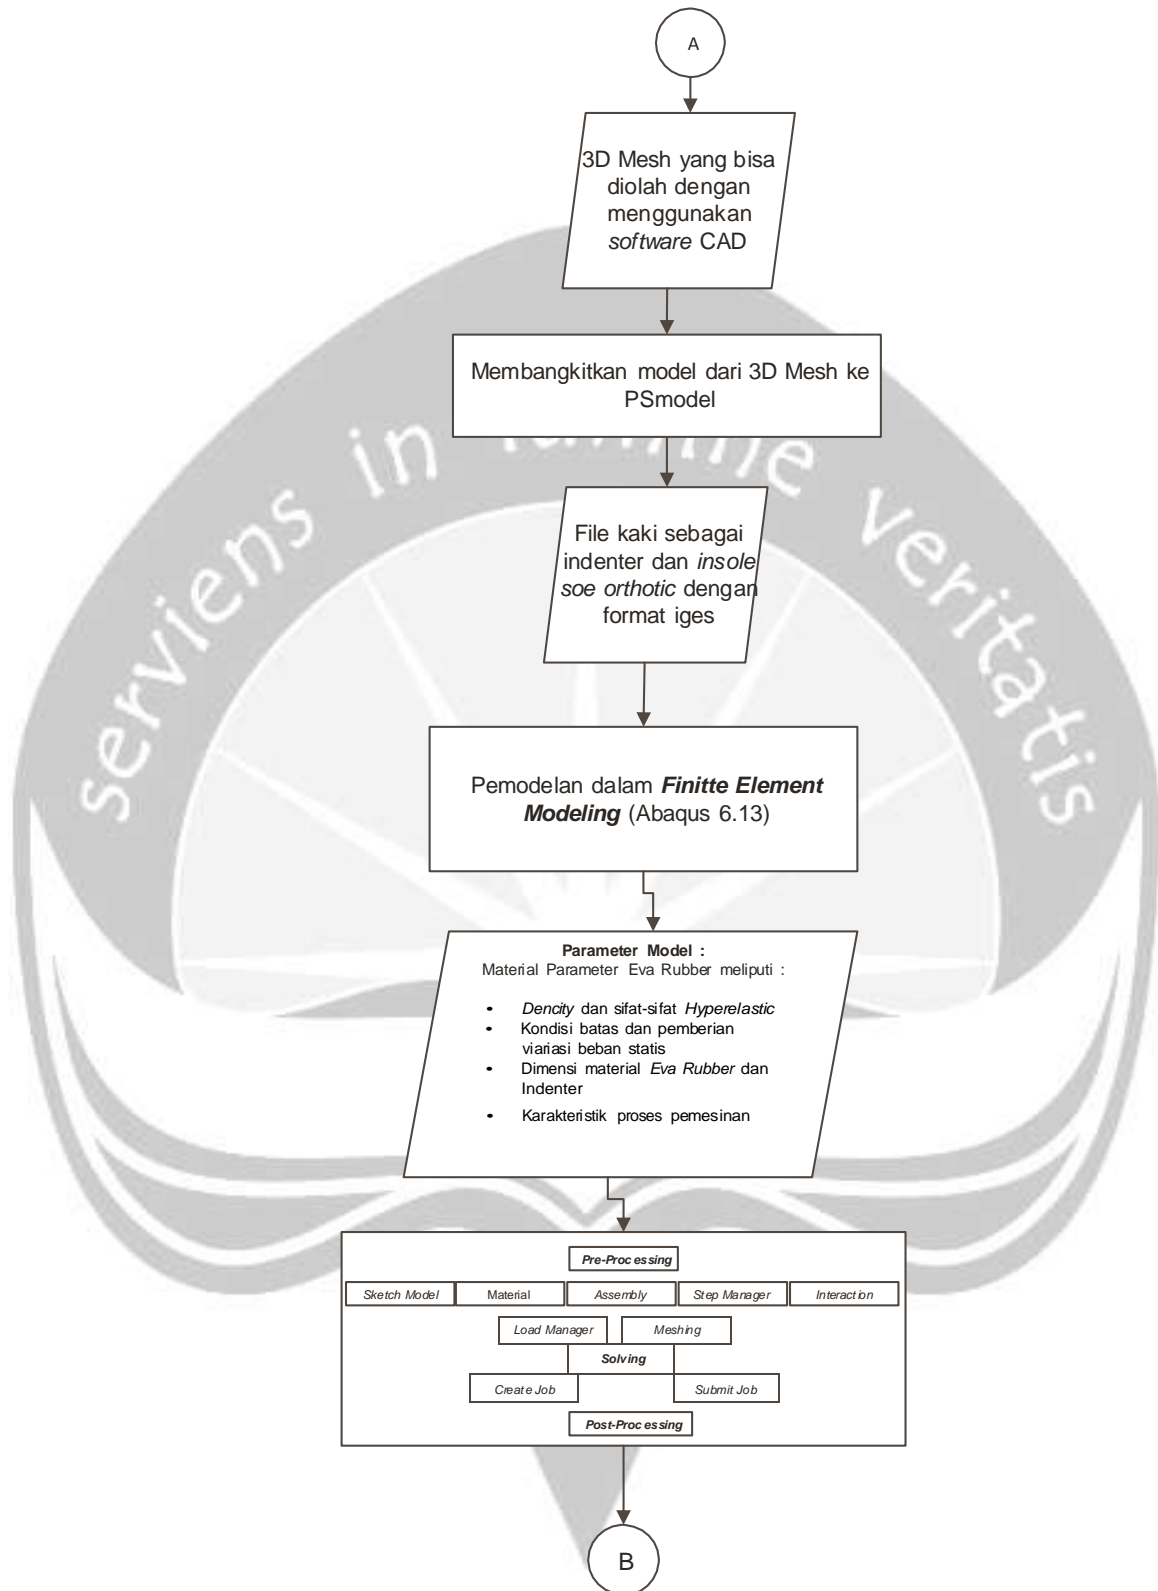 A
3D Mesh yang bisa
diolah dengan
menggunakan
software CAD
Membangkitkan model dari 3D Mesh ke
PSmodel
serviens in lumine veritatis
File kaki sebagai
indenter dan insole
soe orthotic dengan
format iges
Pemodelan dalam Finitte Element
Modeling (Abaqus 6.13)
Parameter Model :
Material Parameter Eva Rubber meliputi :
• Dencity dan sifat-sifat Hyperelastic
• Kondisi batas dan pemberian
viariasi beban statis
• Dimensi material Eva Rubber dan
Indenter
• Karakteristik proses pemesinan
Pre-Processing
Sketch Model Material Assembly Step Manager Interaction
Load Manager Meshing
Solving
Create Job Submit Job
Post-Processing
B